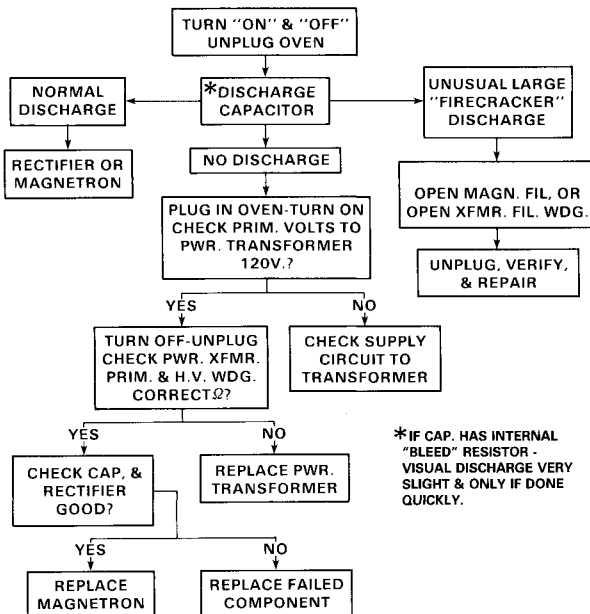 TURN "ON" & "OFF"
UNPLUG OVEN
NORMAL
DISCHARGE
*DISCHARGE
CAPACITOR
UNUSUAL LARGE
"FIRECRACKER"
DISCHARGE
RECTIFIER OR
MAGNETRON
NO DISCHARGE
OPEN MAGN. FIL, OR
OPEN XFMR. FIL. WDG.
PLUG IN OVEN-TURN ON
CHECK PRIM. VOLTS TO
PWR. TRANSFORMER
120V.?
UNPLUG, VERIFY,
& REPAIR
YES
NO
TURN OFF-UNPLUG
CHECK PWR. XFMR.
PRIM. & H.V. WDG.
CORRECT Ω?
CHECK SUPPLY
CIRCUIT TO
TRANSFORMER
YES
NO
CHECK CAP, &
RECTIFIER
GOOD?
REPLACE PWR.
TRANSFORMER
*IF CAP. HAS INTERNAL
"BLEED" RESISTOR -
VISUAL DISCHARGE VERY
SLIGHT & ONLY IF DONE
QUICKLY.
YES
NO
REPLACE
MAGNETRON
REPLACE FAILED
COMPONENT